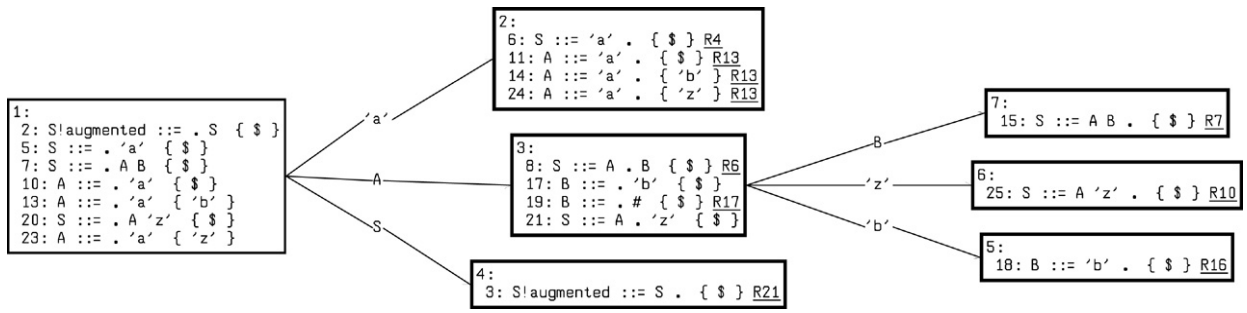 1:
2: S!augmented ::= . S { $ }
5: S ::= . 'a' { $ }
7: S ::= . A B { $ }
10: A ::= . 'a' { $ }
13: A ::= . 'a' { 'b' }
20: S ::= . A 'z' { $ }
23: A ::= . 'a' { 'z' }
'a'
A
S
2:
6: S ::= 'a' . { $ } R4
11: A ::= 'a' . { $ } R13
14: A ::= 'a' . { 'b' } R13
24: A ::= 'a' . { 'z' } R13
3:
8: S ::= A . B { $ } R6
17: B ::= . 'b' { $ }
19: B ::= . # { $ } R17
21: S ::= A . 'z' { $ }
4:
3: S!augmented ::= S . { $ } R21
B
'z'
'b'
7:
15: S ::= A B . { $ } R7
6:
25: S ::= A 'z' . { $ } R10
5:
18: B ::= 'b' . { $ } R16